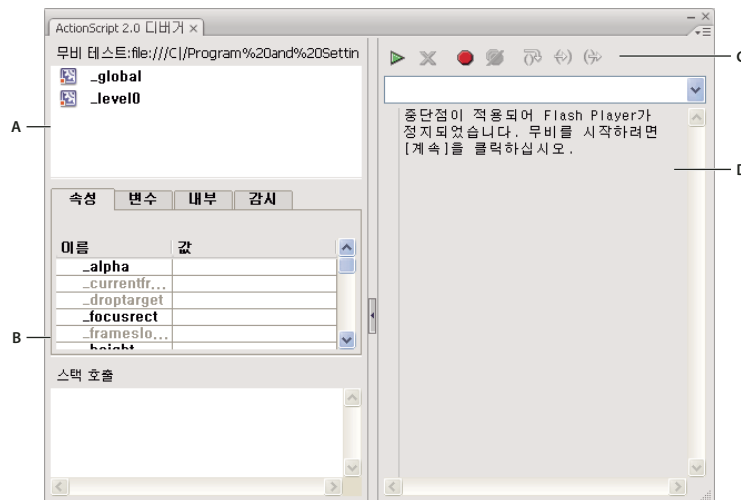 ActionScript 2.0 디버거 ×
무비 테스트:file:///C|/Program%20and%20Settin
_global
_level0
A
속성 변수 내부 감시
이름 값
_alpha
_currentfr...
_droptarget
_focusrect
_frameslo...
_height
B
스택 호출
C
중단점이 적용되어 Flash Player가
정지되었습니다. 무비를 시작하려면
[계속]을 클릭하십시오.
D